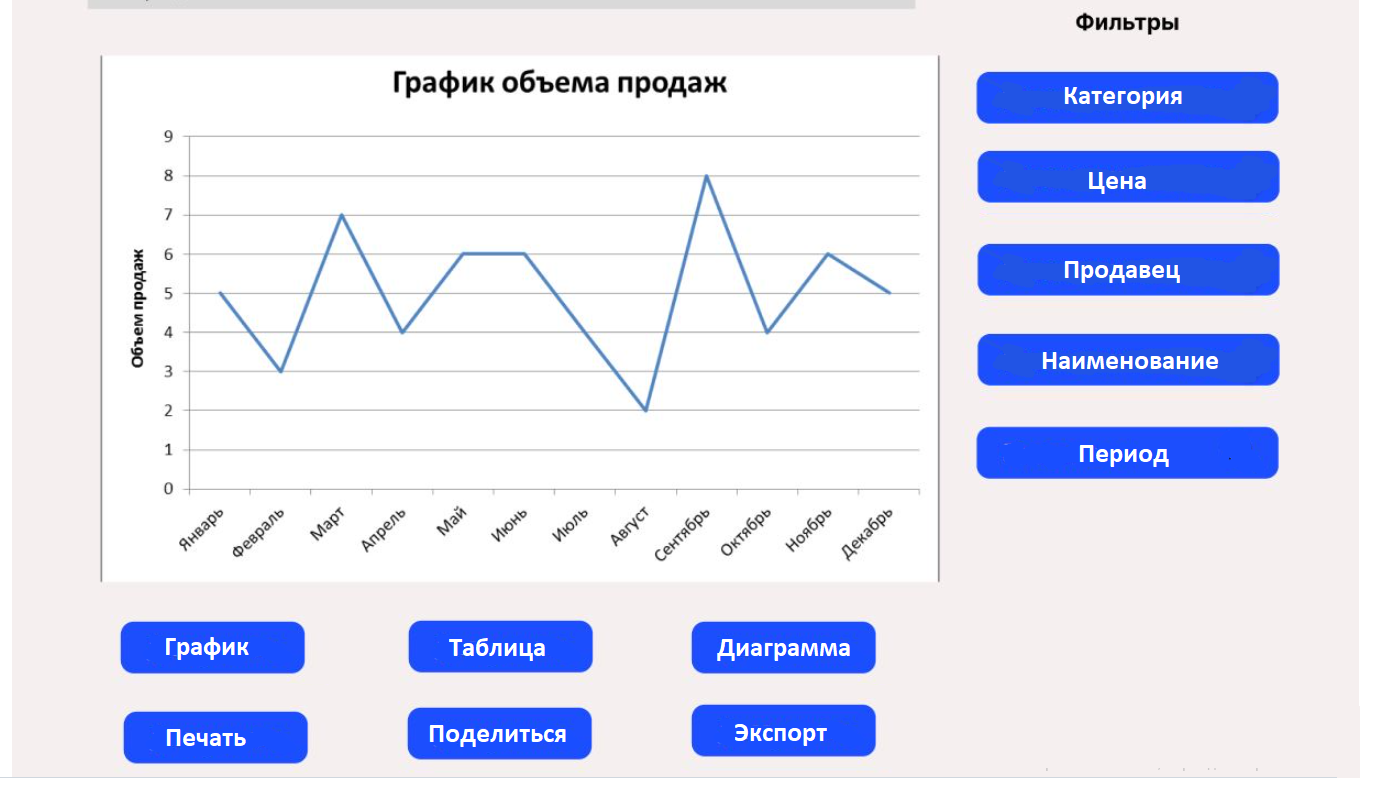 Фильтры
График объема продаж
Категория
Цена
Продавец
Наименование
Период
Объем продаж
9
8
7
6
5
4
3
2
1
0
Январь
Февраль
Март
Апрель
Май
Июнь
Июль
Август
Сентябрь
Октябрь
Ноябрь
Декабрь
График
Таблица
Диаграмма
Печать
Поделиться
Экспорт